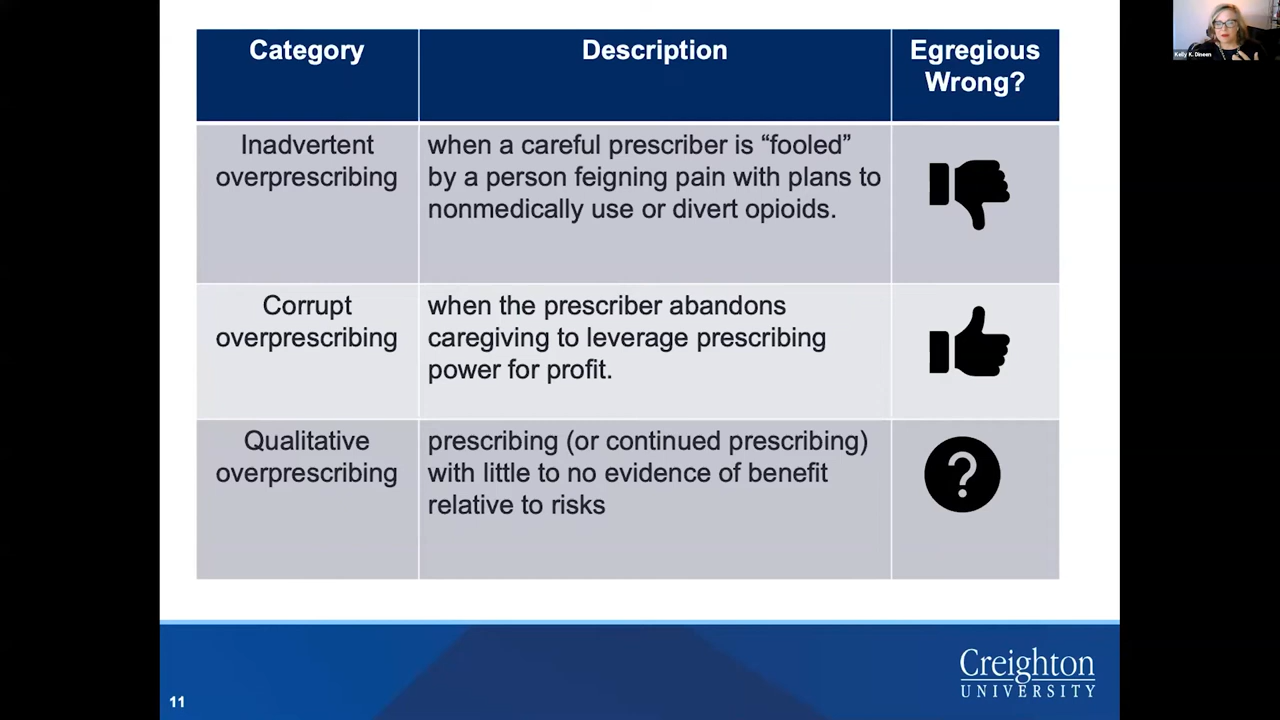 Category
Description
Egregious
Wrong?
Inadvertent
overprescribing
when a careful prescriber is “fooled”
by a person feigning pain with plans to
nonmedically use or divert opioids.
Corrupt
overprescribing
when the prescriber abandons
caregiving to leverage prescribing
power for profit.
Qualitative
overprescribing
prescribing (or continued prescribing)
with little to no evidence of benefit
relative to risks
?
11
Creighton
UNIVERSITY
Kelly K. Dineen